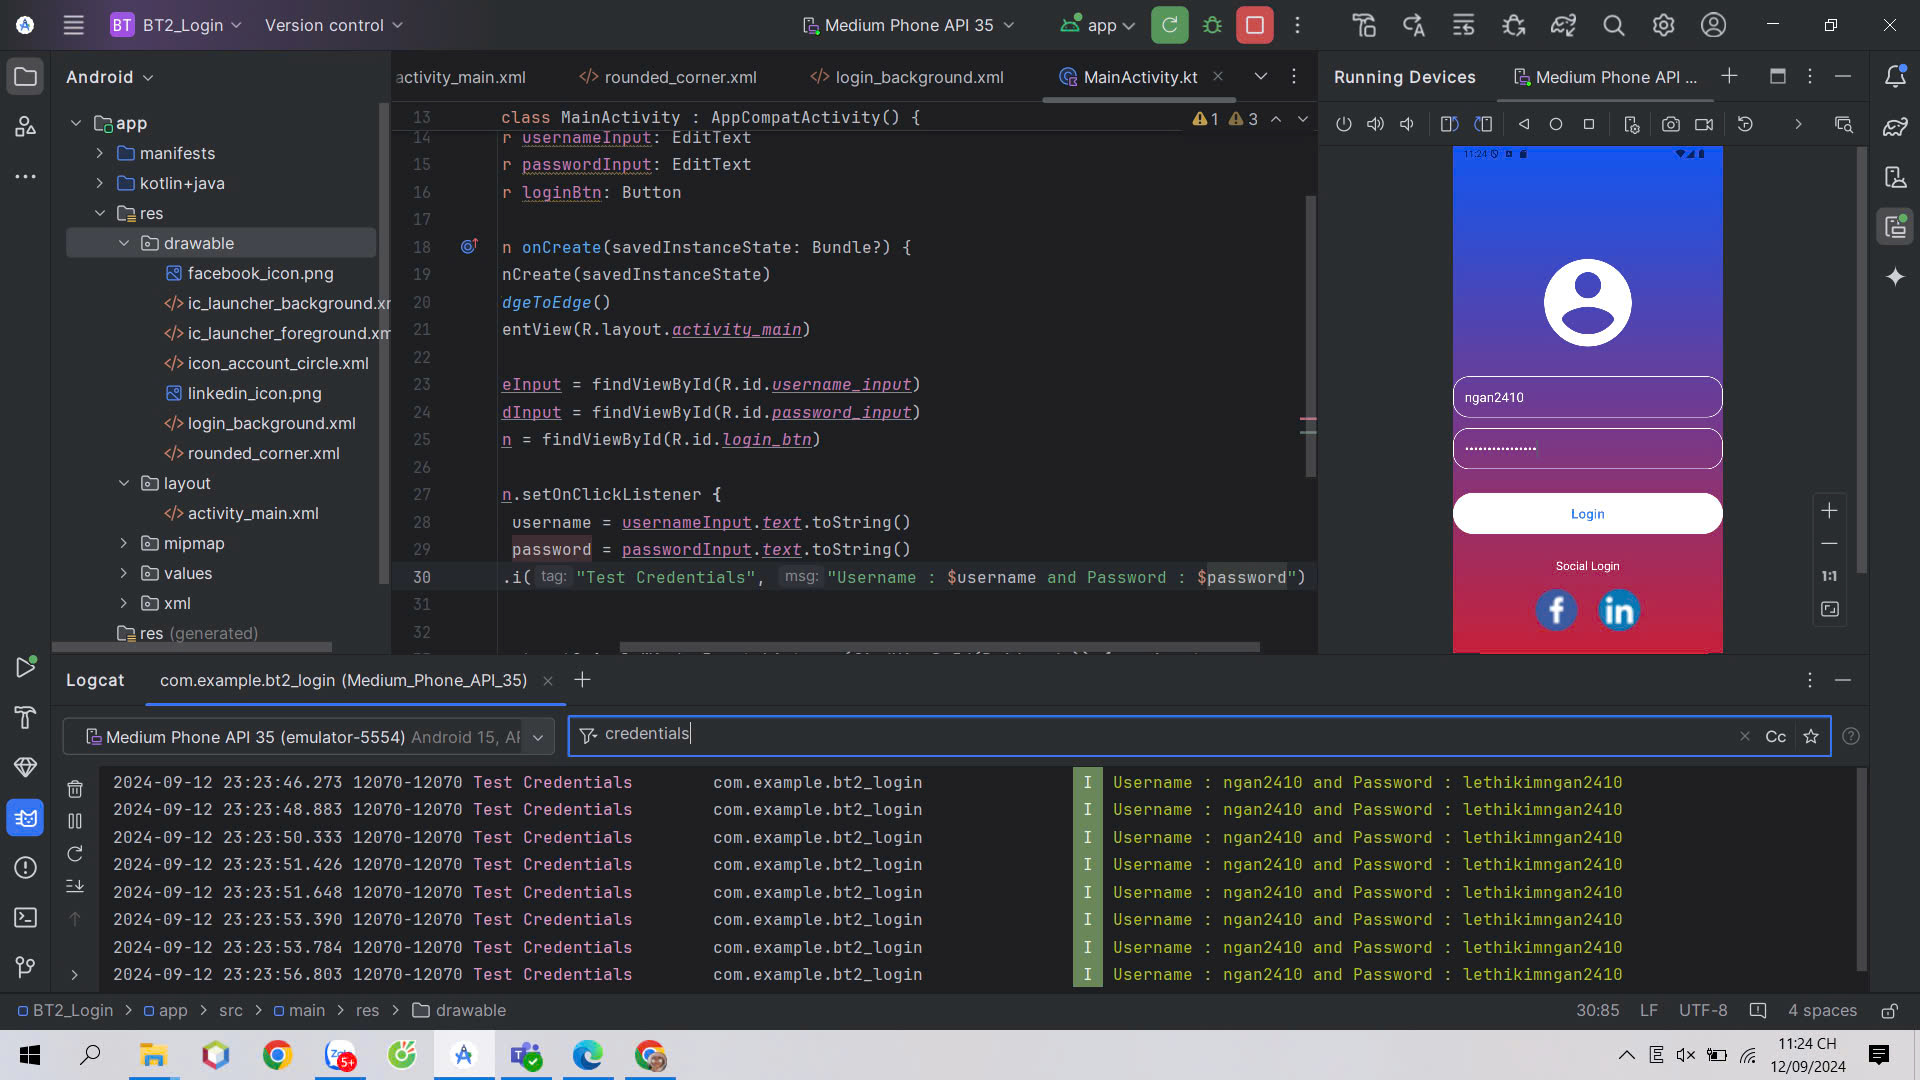 BT BT2_Login Version control Medium Phone API 35 app
Android
app
manifests
kotlin+java
res
drawable
facebook_icon.png
ic_launcher_background.xm
ic_launcher_foreground.xm
icon_account_circle.xml
linkedin_icon.png
login_background.xml
rounded_corner.xml
layout
activity_main.xml
mipmap
values
xml
res (generated)
activity_main.xml rounded_corner.xml login_background.xml MainActivity.kt
13 class MainActivity : AppCompatActivity() {
1 3
14 r usernameInput: EditText
15 r passwordInput: EditText
16 r loginBtn: Button
17
18 n onCreate(savedInstanceState: Bundle?) {
19 nCreate(savedInstanceState)
20 dgeToEdge()
21 entView(R.layout.activity_main)
22
23 eInput = findViewById(R.id.username_input)
24 dInput = findViewById(R.id.password_input)
25 n = findViewById(R.id.login_btn)
26
27 n.setOnClickListener {
28 username = usernameInput.text.toString()
29 password = passwordInput.text.toString()
30 .i( tag: "Test Credentials", msg: "Username : $username and Password : $password")
31
32
Running Devices Medium Phone API ...
11:24
ngan2410
••••••••••••••••
Login
Social Login
f in
1:1
Logcat com.example.bt2_login (Medium_Phone_API_35)
Medium Phone API 35 (emulator-5554) Android 15, AP
credentials
Cc
2024-09-12 23:23:46.273 12070-12070 Test Credentials com.example.bt2_login I Username : ngan2410 and Password : lethikimngan2410
2024-09-12 23:23:48.883 12070-12070 Test Credentials com.example.bt2_login I Username : ngan2410 and Password : lethikimngan2410
2024-09-12 23:23:50.333 12070-12070 Test Credentials com.example.bt2_login I Username : ngan2410 and Password : lethikimngan2410
2024-09-12 23:23:51.426 12070-12070 Test Credentials com.example.bt2_login I Username : ngan2410 and Password : lethikimngan2410
2024-09-12 23:23:51.648 12070-12070 Test Credentials com.example.bt2_login I Username : ngan2410 and Password : lethikimngan2410
2024-09-12 23:23:53.390 12070-12070 Test Credentials com.example.bt2_login I Username : ngan2410 and Password : lethikimngan2410
2024-09-12 23:23:53.784 12070-12070 Test Credentials com.example.bt2_login I Username : ngan2410 and Password : lethikimngan2410
2024-09-12 23:23:56.803 12070-12070 Test Credentials com.example.bt2_login I Username : ngan2410 and Password : lethikimngan2410
BT2_Login > app > src > main > res > drawable
30:85 LF UTF-8 4 spaces
5+
E
11:24 CH
12/09/2024